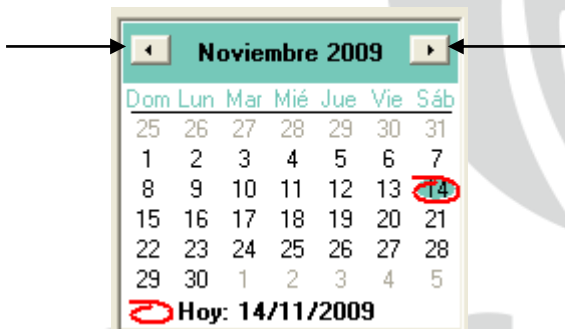 Noviembre 2009
Dom Lun Mar Mié Jue Vie Sáb
25 26 27 28 29 30 31
1 2 3 4 5 6 7
8 9 10 11 12 13 14
15 16 17 18 19 20 21
22 23 24 25 26 27 28
29 30 1 2 3 4 5
Hoy: 14/11/2009